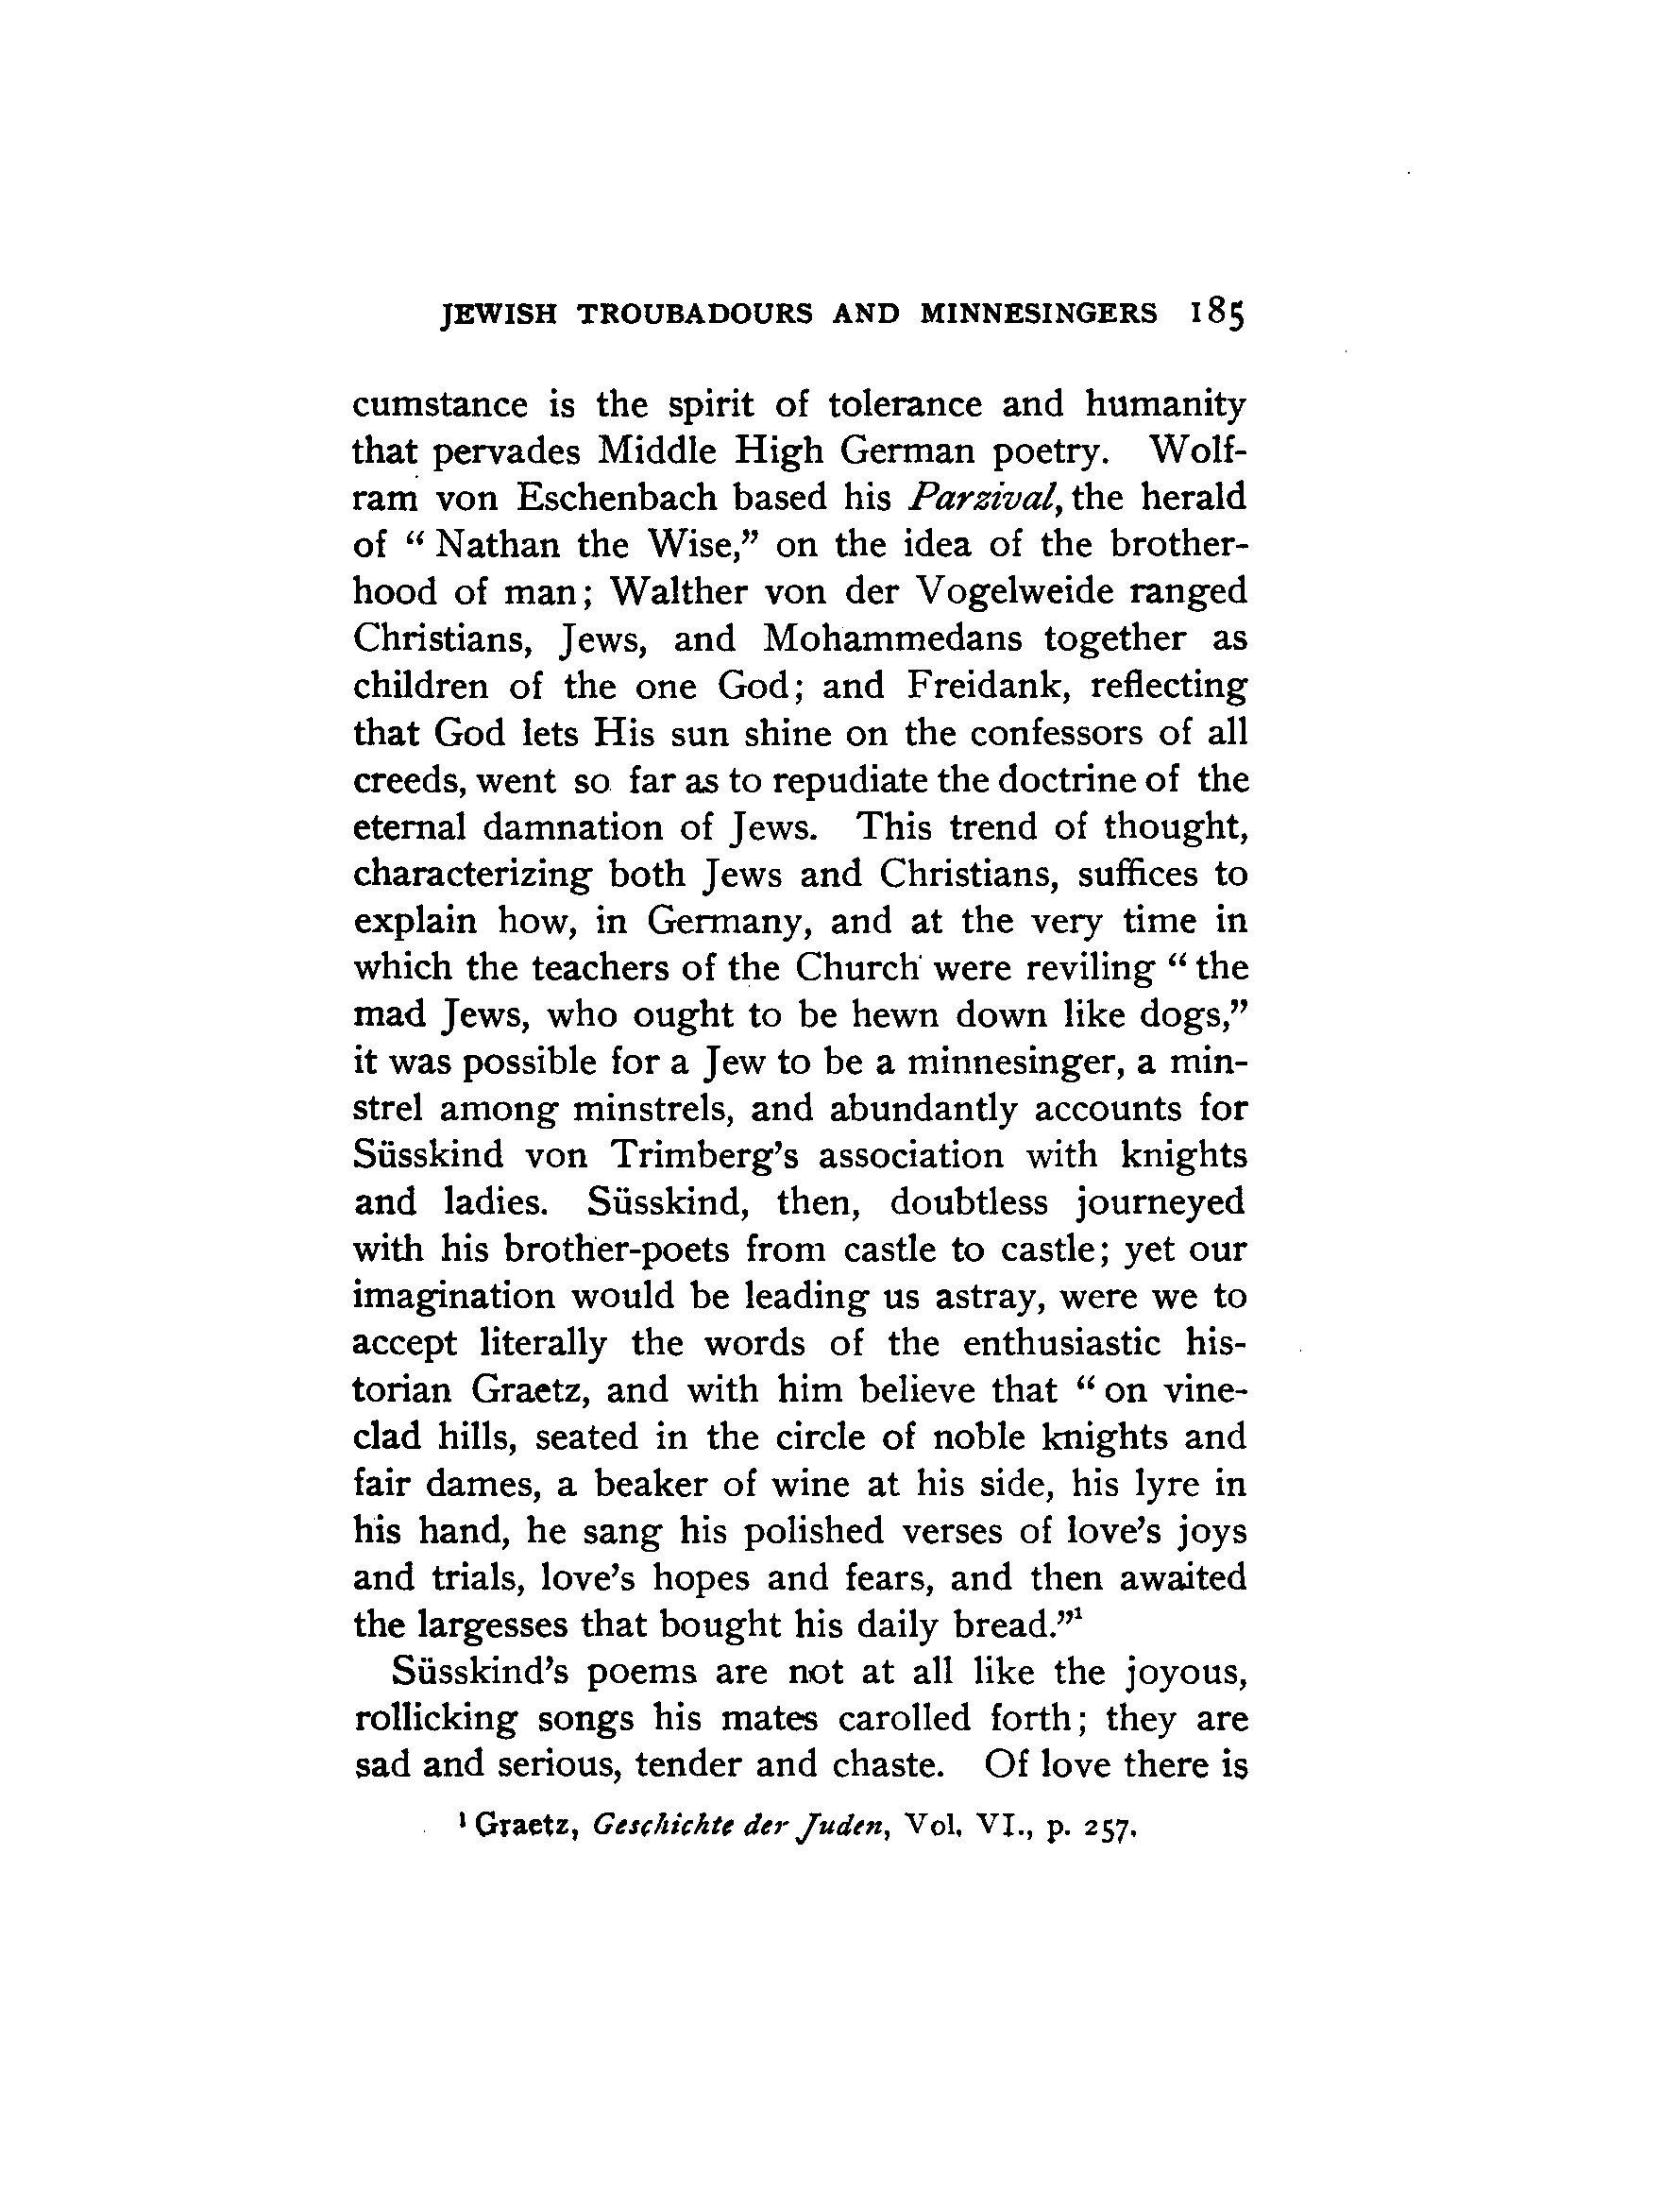 JEWISH TROUBADOURS AND MINNESINGERS 185
cumstance is the spirit of tolerance and humanity
that pervades Middle High German poetry. Wolf-
ram von Eschenbach based his Parzival, the herald
of “ Nathan the Wise,” on the idea of the brother-
hood of man; Walther von der Vogelweide ranged
Christians, Jews, and Mohammedans together as
children of the one God; and Freidank, reflecting
that God lets His sun shine on the confessors of all
creeds, went so far as to repudiate the doctrine of the
eternal damnation of Jews. This trend of thought,
characterizing both Jews and Christians, suffices to
explain how, in Germany, and at the very time in
which the teachers of the Church were reviling “ the
mad Jews, who ought to be hewn down like dogs,”
it was possible for a Jew to be a minnesinger, a min-
strel among minstrels, and abundantly accounts for
Süsskind von Trimberg’s association with knights
and ladies. Süsskind, then, doubtless journeyed
with his brother-poets from castle to castle; yet our
imagination would be leading us astray, were we to
accept literally the words of the enthusiastic his-
torian Graetz, and with him believe that “ on vine-
clad hills, seated in the circle of noble knights and
fair dames, a beaker of wine at his side, his lyre in
his hand, he sang his polished verses of love’s joys
and trials, love’s hopes and fears, and then awaited
the largesses that bought his daily bread.”¹
Süsskind’s poems are not at all like the joyous,
rollicking songs his mates carolled forth; they are
sad and serious, tender and chaste. Of love there is
¹ Graetz, Geschichte der Juden, Vol. VI., p. 257.